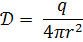 𝒟 = q / 4πr²